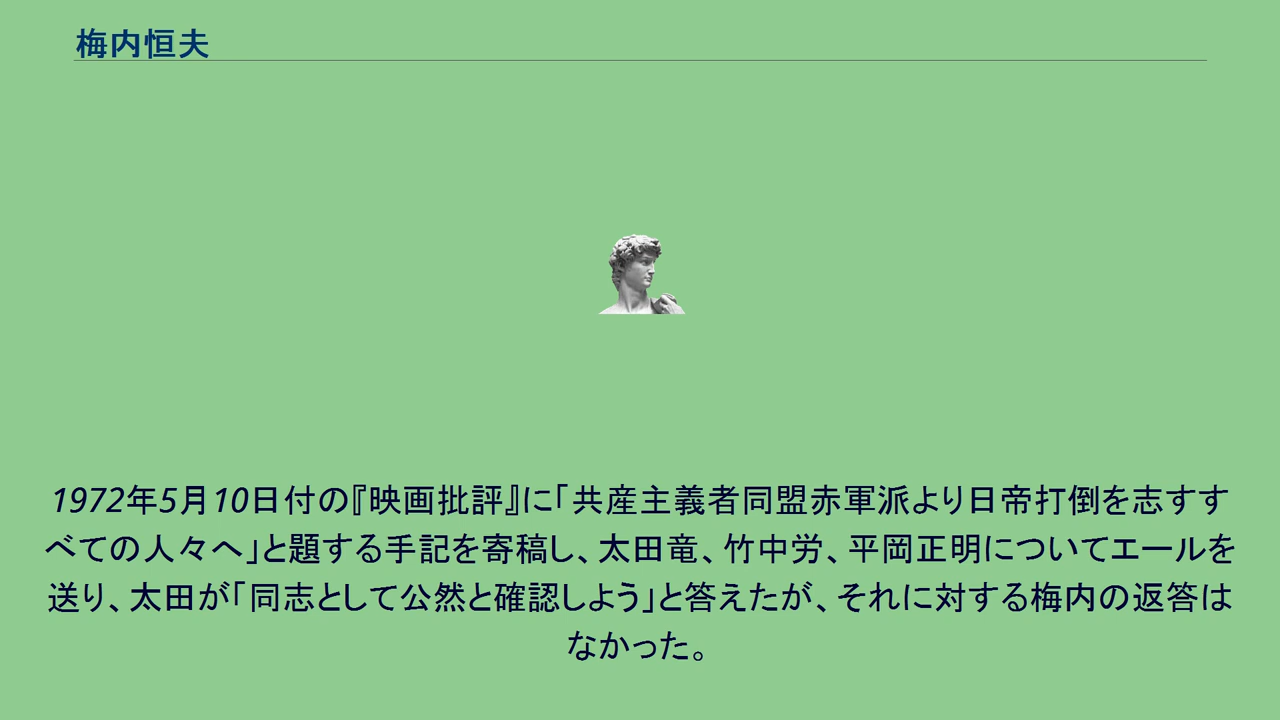 梅内恒夫
1972年5月10日付の『映画批評』に「共産主義者同盟赤軍派より日帝打倒を志すす
べての人々へ」と題する手記を寄稿し、太田竜、竹中労、平岡正明についてエールを
送り、太田が「同志として公然と確認しよう」と答えたが、それに対する梅内の返答は
なかった。